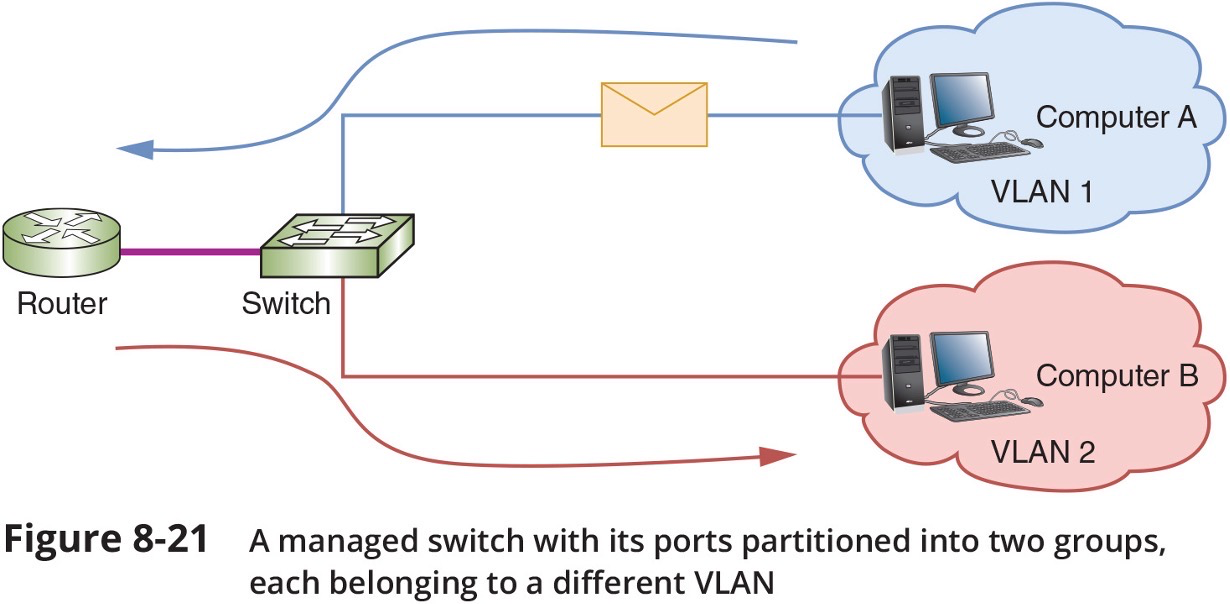 Computer A
VLAN 1
Router
Switch
Computer B
VLAN 2
Figure 8-21 A managed switch with its ports partitioned into two groups,
each belonging to a different VLAN